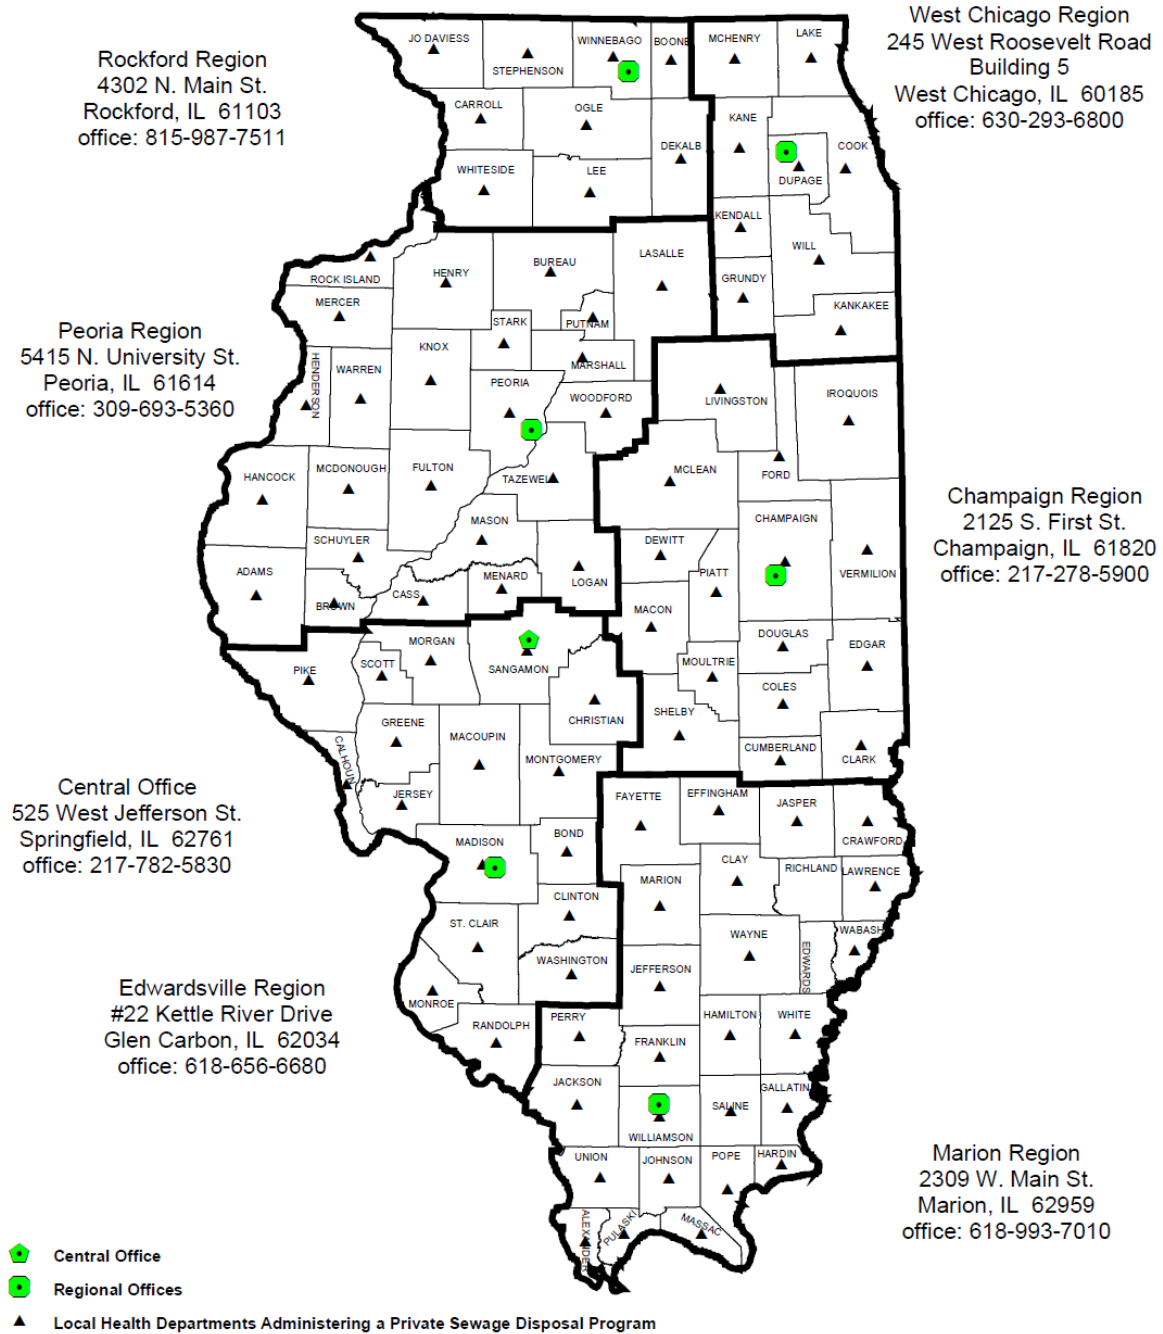 West Chicago Region
245 West Roosevelt Road
Building 5
West Chicago, IL 60185
office: 630-293-6800
Rockford Region
4302 N. Main St.
Rockford, IL 61103
office: 815-987-7511
JO DAVIESS
STEPHENSON
WINNEBAGO
BOONE
MCHENRY
LAKE
CARROLL
OGLE
KANE
DEKALB
COOK
DUPAGE
WHITESIDE
LEE
KENDALL
WILL
GRUNDY
KANKAKEE
LASALLE
BUREAU
HENRY
ROCK ISLAND
MERCER
PUTNAM
STARK
MARSHALL
Peoria Region
5415 N. University St.
Peoria, IL 61614
office: 309-693-5360
HENDERSON
WARREN
KNOX
PEORIA
WOODFORD
LIVINGSTON
IROQUOIS
HANCOCK
MCDONOUGH
FULTON
TAZEWELL
MCLEAN
FORD
Champaign Region
2125 S. First St.
Champaign, IL 61820
office: 217-278-5900
MASON
CHAMPAIGN
SCHUYLER
DEWITT
ADAMS
BROWN
CASS
MENARD
LOGAN
PIATT
VERMILION
MACON
PIKE
SCOTT
MORGAN
SANGAMON
DOUGLAS
EDGAR
MOULTRIE
COLES
CHRISTIAN
SHELBY
GREENE
MACOUPIN
MONTGOMERY
CUMBERLAND
CLARK
CALHOUN
JERSEY
Central Office
525 West Jefferson St.
Springfield, IL 62761
office: 217-782-5830
FAYETTE
EFFINGHAM
JASPER
CRAWFORD
MADISON
BOND
CLAY
RICHLAND
LAWRENCE
MARION
CLINTON
ST. CLAIR
WAYNE
EDWARDS
WABASH
WASHINGTON
JEFFERSON
MONROE
Edwardsville Region
#22 Kettle River Drive
Glen Carbon, IL 62034
office: 618-656-6680
RANDOLPH
PERRY
HAMILTON
WHITE
FRANKLIN
JACKSON
GALLATIN
SALINE
WILLIAMSON
UNION
JOHNSON
POPE
HARDIN
ALEXANDER
PULASKI
MASSAC
Marion Region
2309 W. Main St.
Marion, IL 62959
office: 618-993-7010
Central Office
Regional Offices
Local Health Departments Administering a Private Sewage Disposal Program